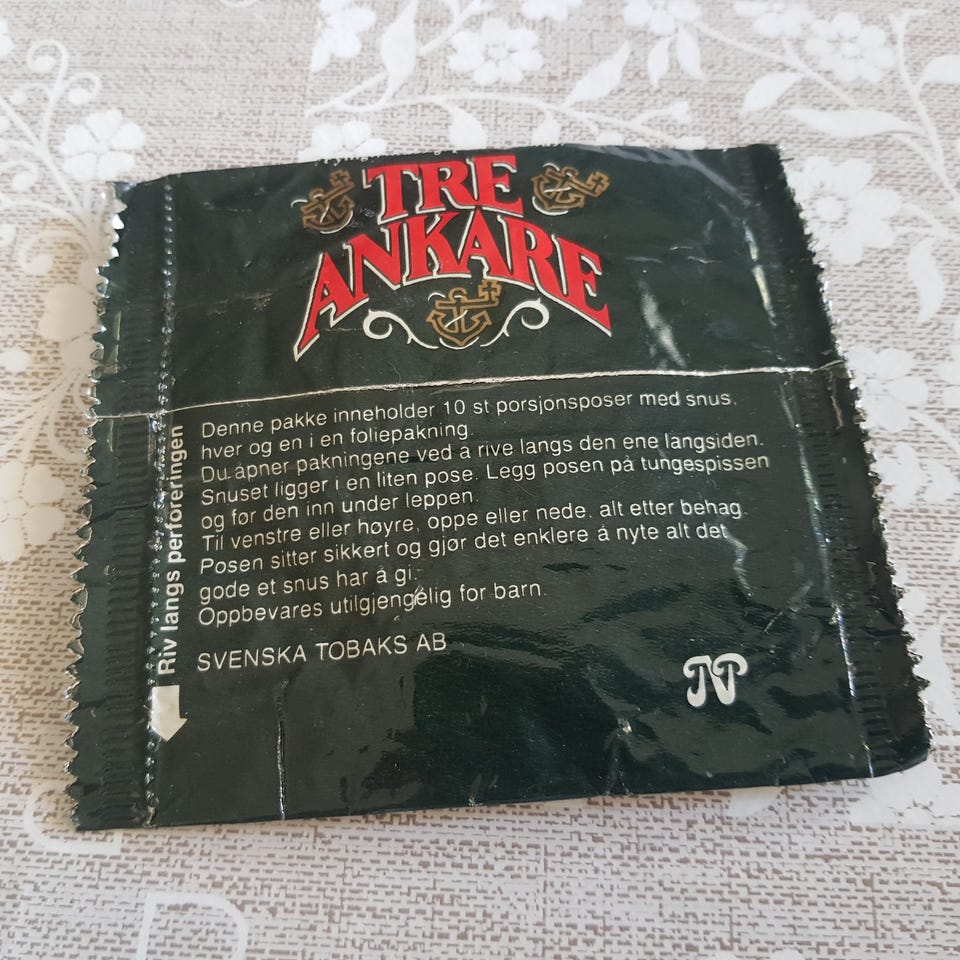 TRE
ANKARE
Denne pakke inneholder 10 st porsjonsposer med snus.
hver og en i en foliepakning.
Du åpner pakningene ved å rive langs den ene langsiden.
Snuset ligger i en liten pose. Legg posen på tungespissen
og før den inn under leppen.
Til venstre eller høyre, oppe eller nede, alt etter behag.
Posen sitter sikkert og gjør det enklere å nyte alt det
gode et snus har å gi.
Oppbevares utilgjengelig for barn.
SVENSKA TOBAKS AB
Riv langs perforeringen